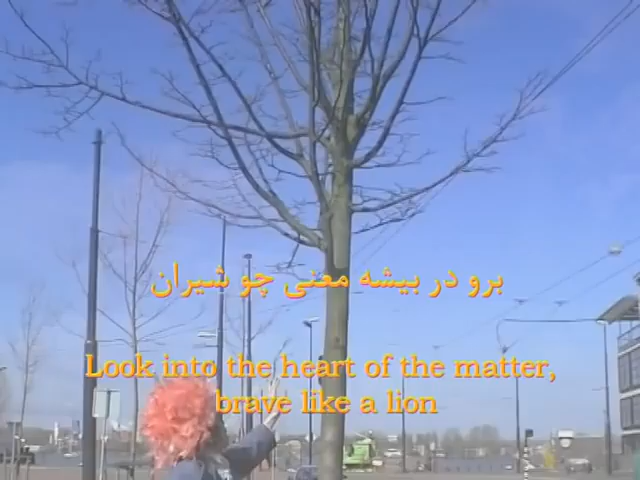 برو در بیشه معنی چو شیران
Look into the heart of the matter,
brave like a lion